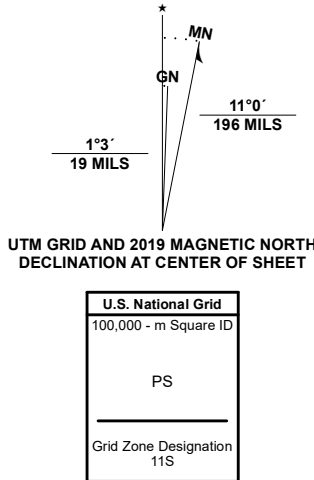 ★
MN
GN
11°0´
196 MILS
1°3´
19 MILS
UTM GRID AND 2019 MAGNETIC NORTH
DECLINATION AT CENTER OF SHEET
U.S. National Grid
100,000 - m Square ID
PS
Grid Zone Designation
11S